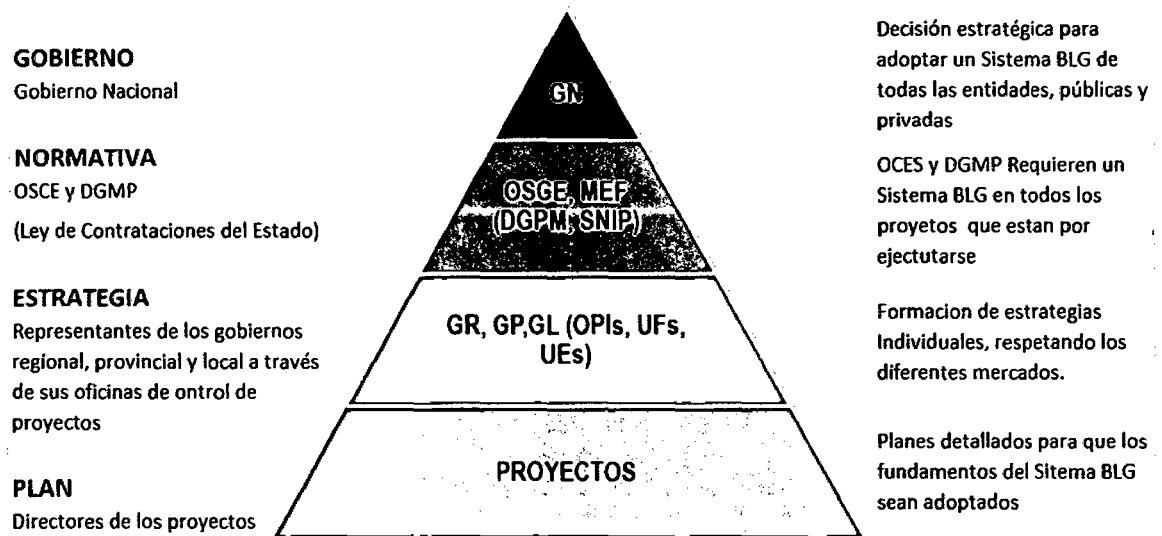 GOBIERNO
Gobierno Nacional
NORMATIVA
OSCE y DGMP
(Ley de Contrataciones del Estado)
ESTRATEGIA
Representantes de los gobiernos
regional, provincial y local a través
de sus oficinas de ontrol de
proyectos
PLAN
Directores de los proyectos
GN
OSGE, MEF
(DGPM, SNIP)
GR, GP,GL (OPIs, UFs,
UEs)
PROYECTOS
Decisión estratégica para
adoptar un Sistema BLG de
todas las entidades, públicas y
privadas
OCES y DGMP Requieren un
Sistema BLG en todos los
proyetos que estan por
ejectutarse
Formacion de estrategias
Individuales, respetando los
diferentes mercados.
Planes detallados para que los
fundamentos del Sitema BLG
sean adoptados